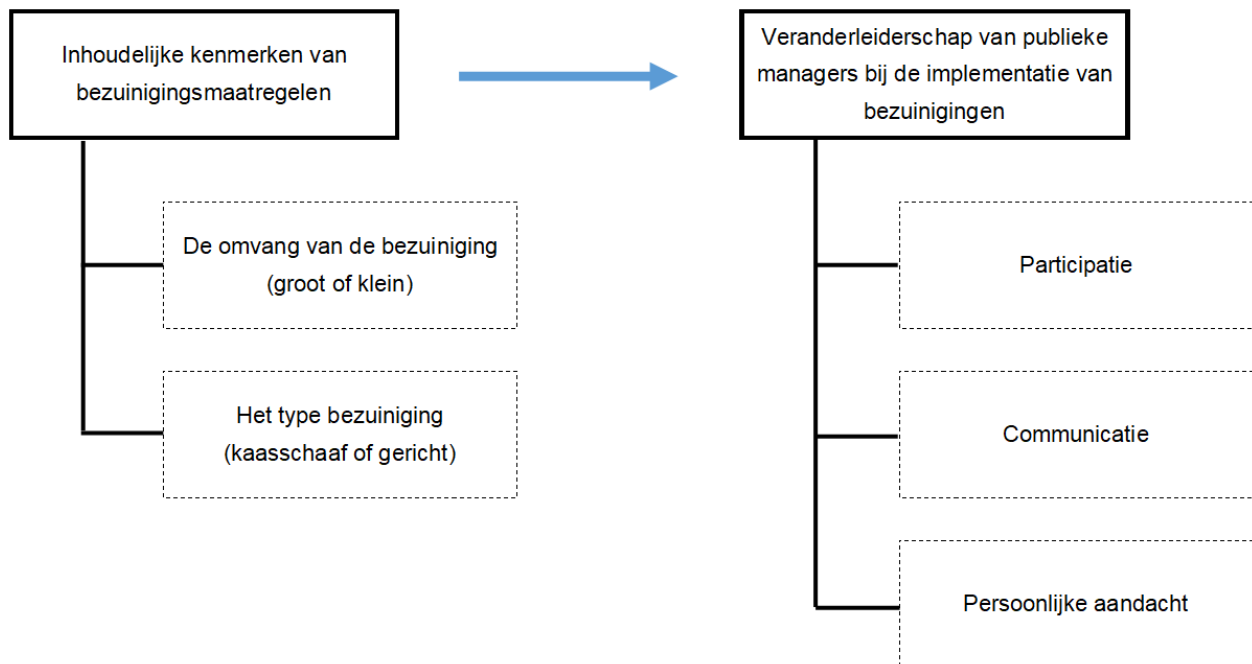 Inhoudelijke kenmerken van
bezuinigingsmaatregelen
De omvang van de bezuiniging
(groot of klein)
Het type bezuiniging
(kaasschaaf of gericht)
Veranderleiderschap van publieke
managers bij de implementatie van
bezuinigingen
Participatie
Communicatie
Persoonlijke aandacht